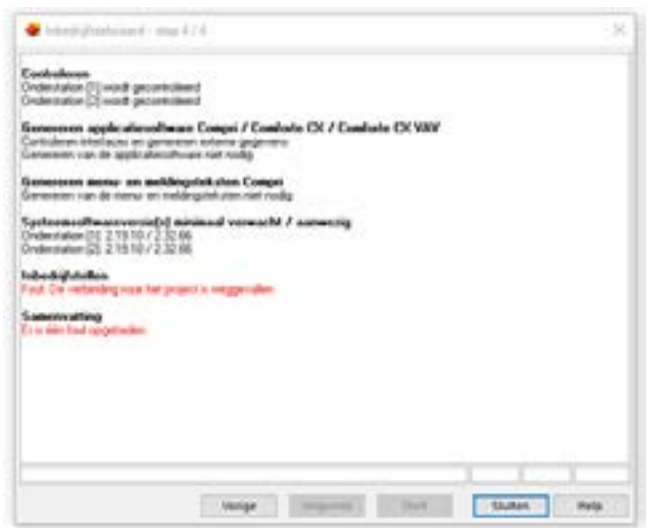 Inbedrijfstelwizard - stap 4 / 4
Controleren
Onderstation [1] wordt gecontroleerd
Onderstation [2] wordt gecontroleerd
Genereren applicatiesoftware Compri / Comforte CX / Comforte CX VAV
Controleren interfaces en genereren externe gegevens
Genereren van de applicatiesoftware niet nodig
Genereren menu- en meldingsteksten Compri
Genereren van de menu- en meldingsteksten niet nodig
Systeemsoftwareversie(s) minimaal verwacht / aanwezig
Onderstation [1]: 2.19.10 / 2.32.66
Onderstation [2]: 2.19.10 / 2.32.66
Inbedrijfstellen
Fout: De verbinding naar het project is weggevallen
Samenvatting
Er is één fout opgetreden
Vorige
Volgende
Start
Sluiten
Help